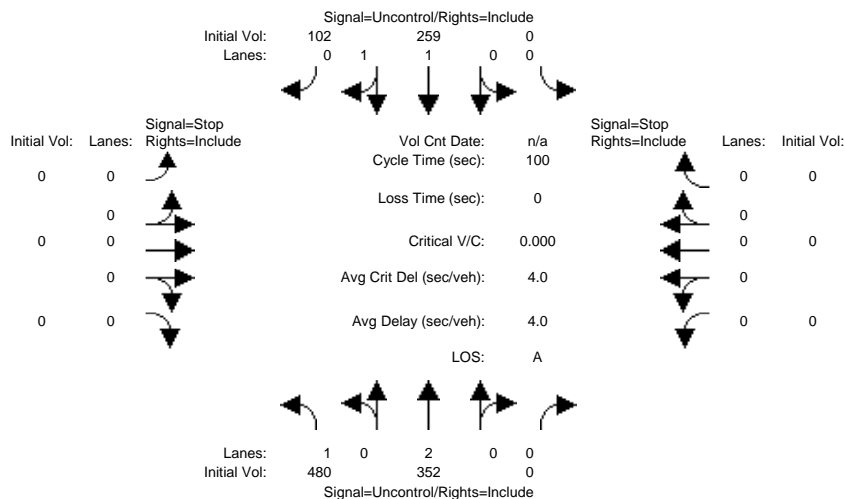 Signal=Uncontrol/Rights=Include
Initial Vol: 102 259 0
Lanes: 0 1 1 0 0
Signal=Stop
Initial Vol: Lanes: Rights=Include
Vol Cnt Date: n/a
Signal=Stop
Rights=Include Lanes: Initial Vol:
Cycle Time (sec): 100
0 0
0 0
Loss Time (sec): 0
0
0
0 0
Critical V/C: 0.000
0 0
0
Avg Crit Del (sec/veh): 4.0
0
0 0
Avg Delay (sec/veh): 4.0
0 0
LOS: A
Lanes: 1 0 2 0 0
Initial Vol: 480 352 0
Signal=Uncontrol/Rights=Include